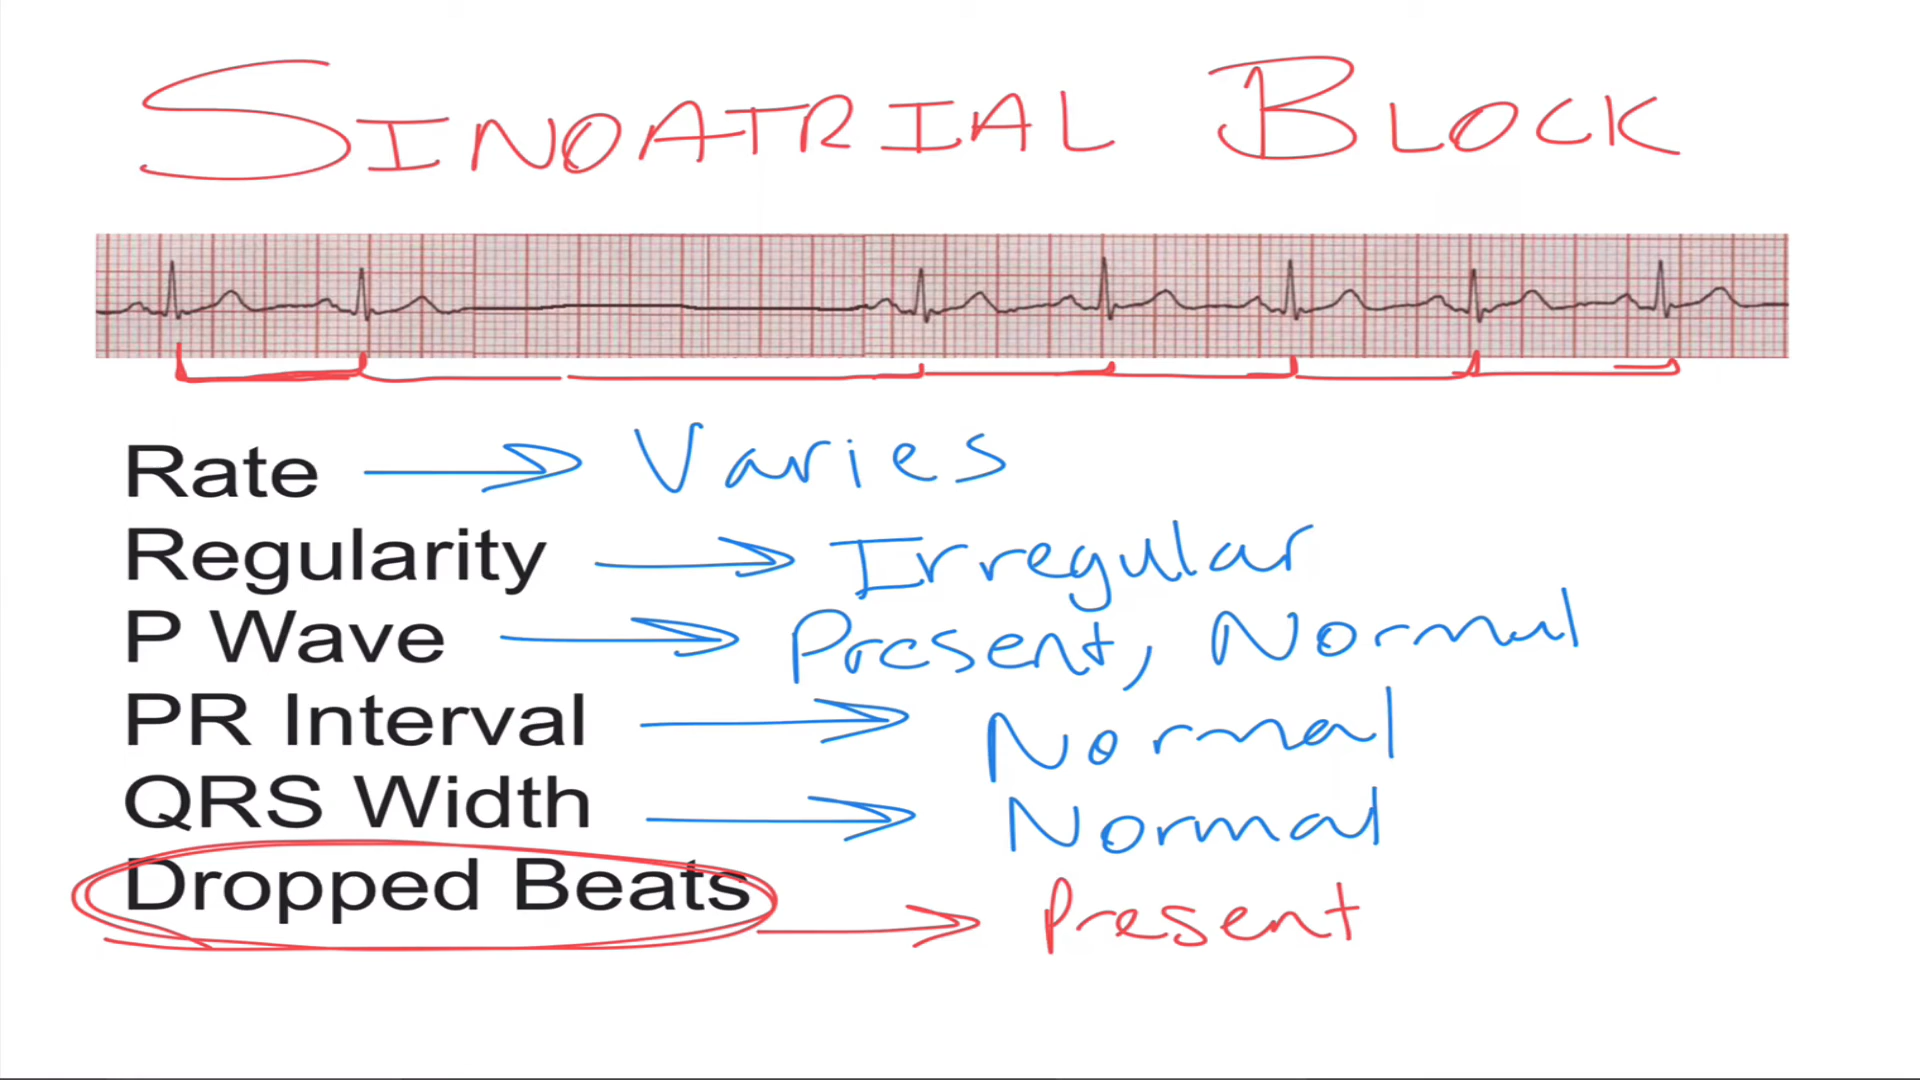 SINOATRIAL BLOCK
Rate → Varies
Regularity → Irregular
P Wave → Present, Normal
PR Interval → Normal
QRS Width → Normal
Dropped Beats → Present